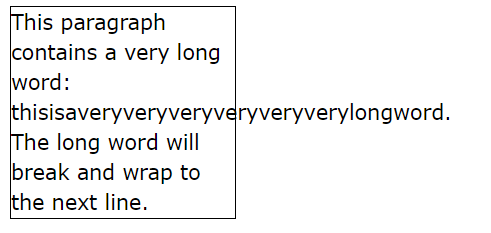 This paragraph
contains a very long
word:
thisisaveryveryveryveryveryverylongword.
The long word will
break and wrap to
the next line.